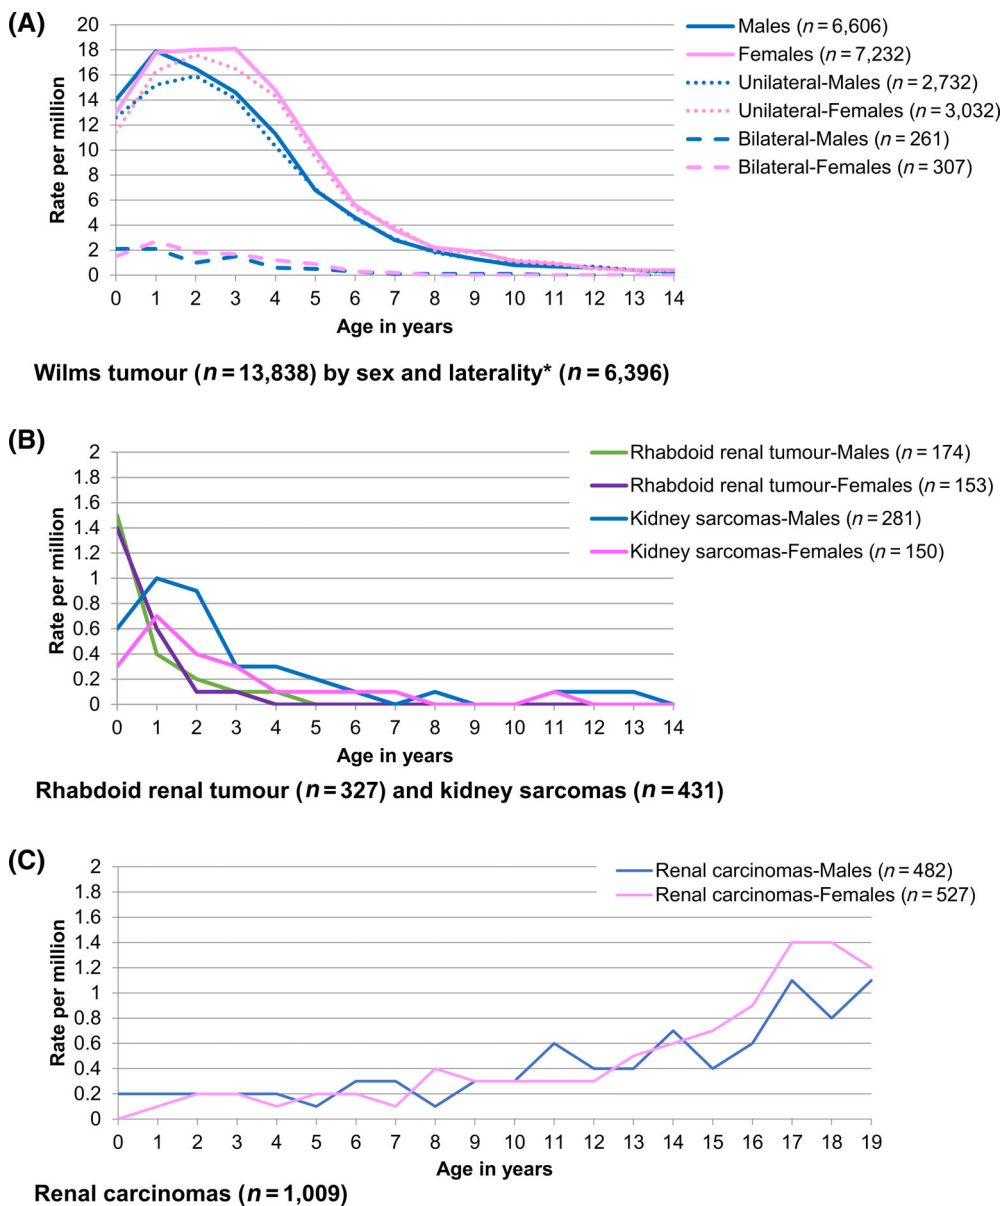 (A)
20
18
16
14
12
10
8
6
4
2
0
Rate per million
0 1 2 3 4 5 6 7 8 9 10 11 12 13 14
Age in years
Males (n = 6,606)
Females (n = 7,232)
Unilateral-Males (n = 2,732)
Unilateral-Females (n = 3,032)
Bilateral-Males (n = 261)
Bilateral-Females (n = 307)
Wilms tumour (n = 13,838) by sex and laterality* (n = 6,396)
(B)
2
1.8
1.6
1.4
1.2
1
0.8
0.6
0.4
0.2
0
Rate per million
0 1 2 3 4 5 6 7 8 9 10 11 12 13 14
Age in years
Rhabdoid renal tumour-Males (n = 174)
Rhabdoid renal tumour-Females (n = 153)
Kidney sarcomas-Males (n = 281)
Kidney sarcomas-Females (n = 150)
Rhabdoid renal tumour (n = 327) and kidney sarcomas (n = 431)
(C)
2
1.8
1.6
1.4
1.2
1
0.8
0.6
0.4
0.2
0
Rate per million
0 1 2 3 4 5 6 7 8 9 10 11 12 13 14 15 16 17 18 19
Age in years
Renal carcinomas-Males (n = 482)
Renal carcinomas-Females (n = 527)
Renal carcinomas (n = 1,009)